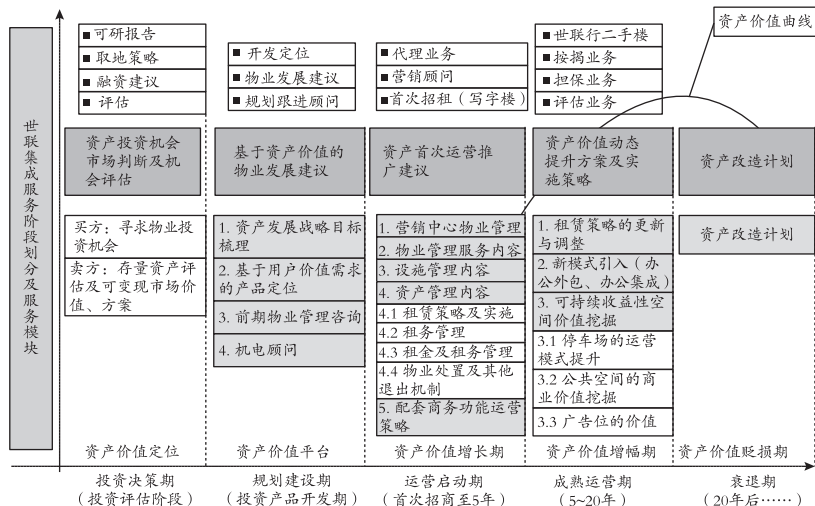 资产价值曲线
世联集成服务阶段划分及服务模块
■ 可研报告
■ 取地策略
■ 融资建议
■ 评估
■ 开发定位
■ 物业发展建议
■ 规划跟进顾问
■ 代理业务
■ 营销顾问
■ 首次招租（写字楼）
■ 世联行二手楼
■ 按揭业务
■ 担保业务
■ 评估业务
资产投资机会
市场判断及机
会评估
基于资产价值的
物业发展建议
资产首次运营推
广建议
资产价值动态
提升方案及实
施策略
资产改造计划
买方：寻求物业投
资机会
卖方：存量资产评
估及可变现市场价
值、方案
1. 资产发展战略目标
梳理
2. 基于用户价值需求
的产品定位
3. 前期物业管理咨询
4. 机电顾问
1. 营销中心物业管理
2. 物业管理服务内容
3. 设施管理内容
4. 资产管理内容
4.1 租赁策略及实施
4.2 租务管理
4.3 租金及租务管理
4.4 物业处置及其他
退出机制
5. 配套商务功能运营
策略
1. 租赁策略的更新
与调整
2. 新模式引入（办
公外包、办公集成）
3. 可持续收益性空
间价值挖掘
3.1 停车场的运营
模式提升
3.2 公共空间的商
业价值挖掘
3.3 广告位的价值
资产改造计划
资产价值定位
资产价值平台
资产价值增长期
资产价值增幅期
资产价值贬损期
投资决策期
（投资评估阶段）
规划建设期
（投资产品开发期）
运营启动期
（首次招商至5年）
成熟运营期
（5~20年）
衰退期
（20年后……）